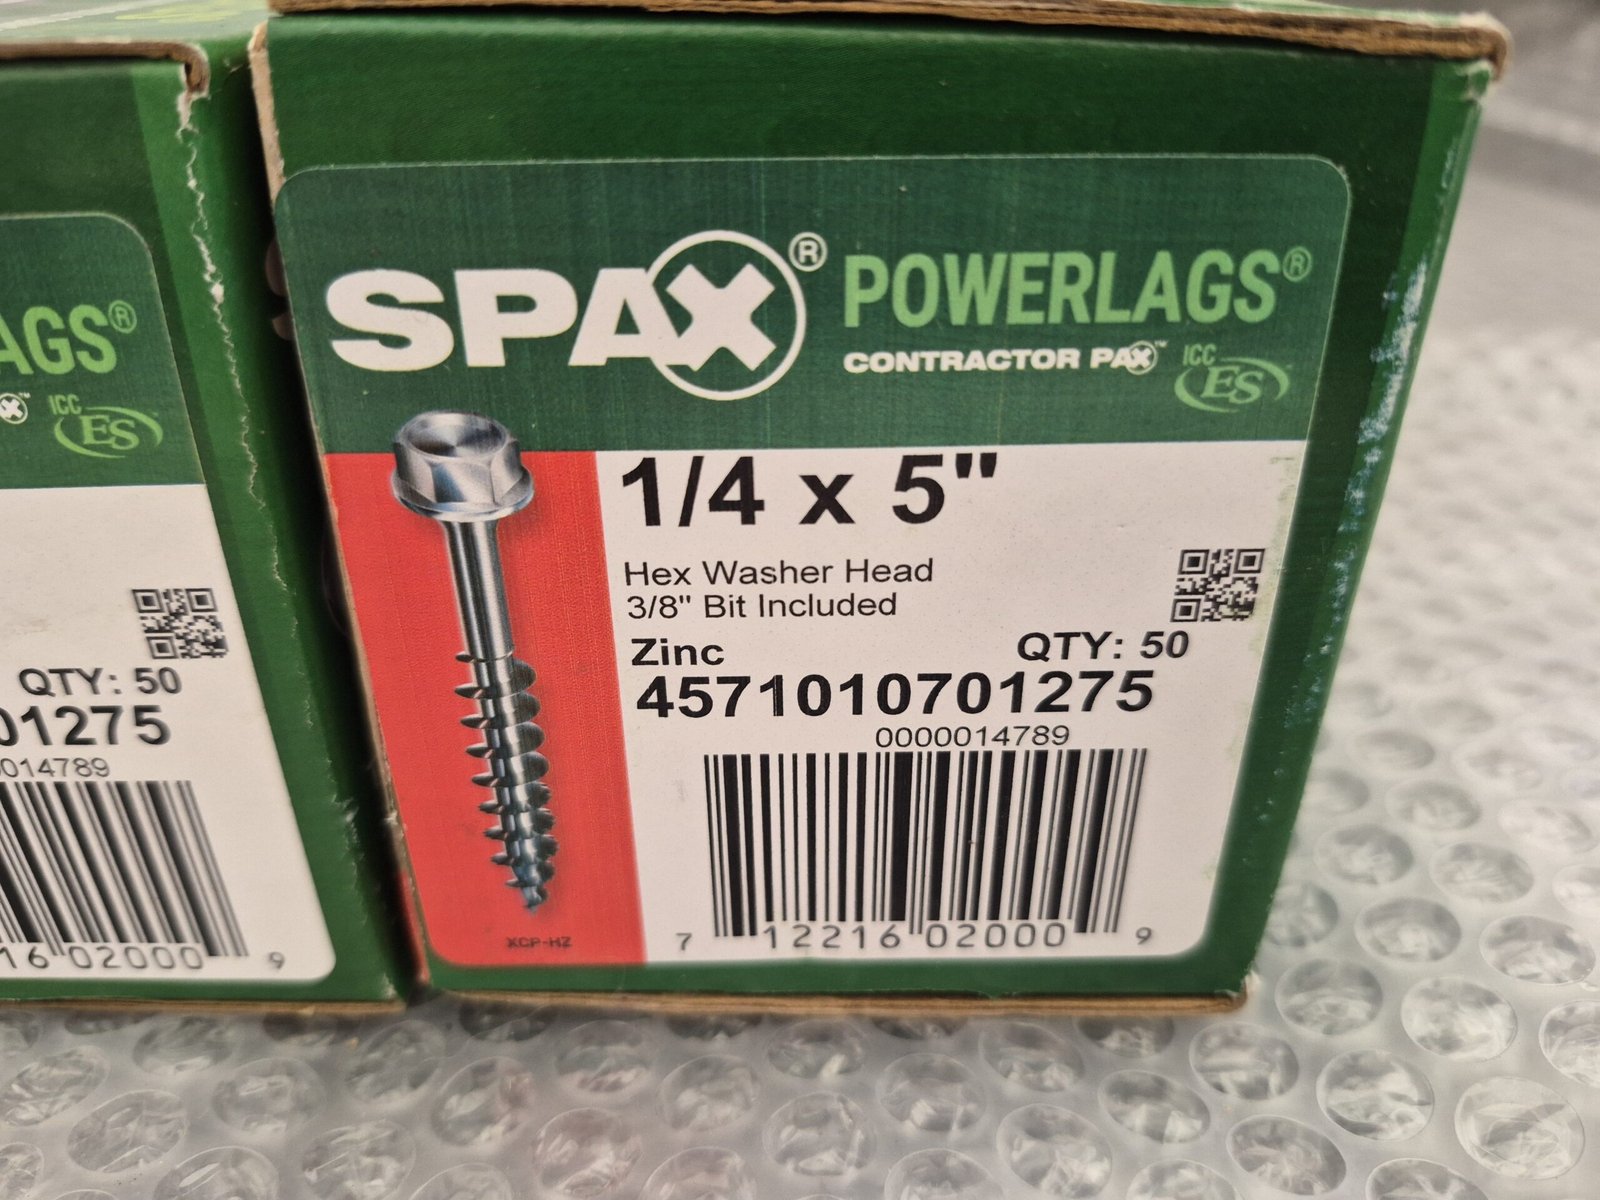 AGS®
ICC
ES
QTY: 50
01275
014789
16 02000 9
SPAX® POWERLAGS®
CONTRACTOR PAX™ ICC
ES
1/4 x 5"
Hex Washer Head
3/8" Bit Included
Zinc QTY: 50
4571010701275
0000014789
XCP-HZ
7 12216 02000 9